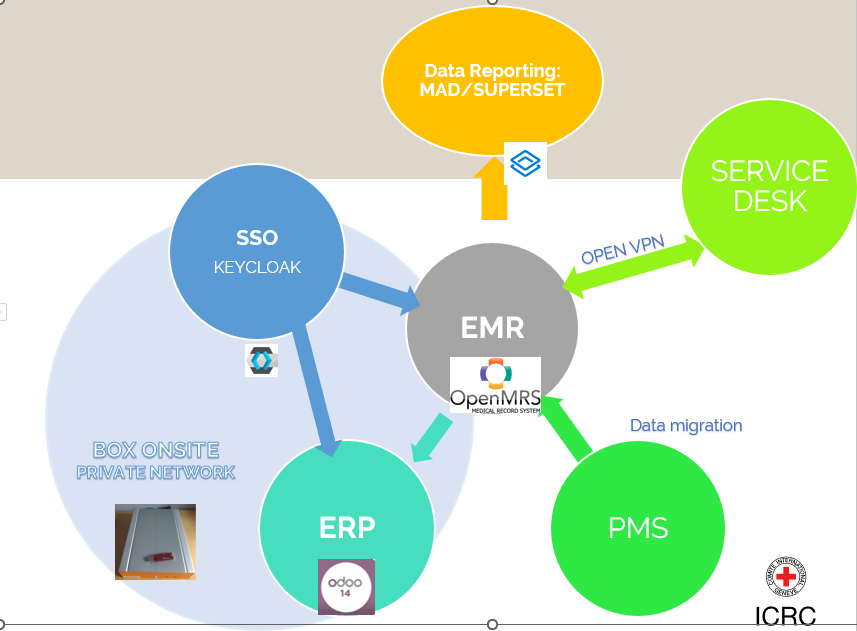 Data Reporting:
MAD/SUPERSET
SERVICE
DESK
SSO
KEYCLOAK
OPEN VPN
EMR
OpenMRS
MEDICAL RECORD SYSTEM
Data migration
BOX ONSITE
PRIVATE NETWORK
ERP
odoo
14
PMS
COMITE INTERNATIONAL
GENEVE
ICRC